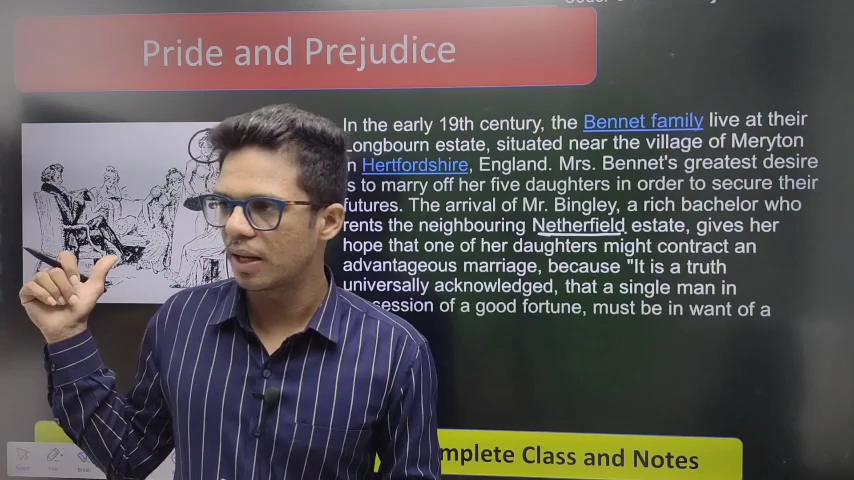 Pride and Prejudice
In the early 19th century, the Bennet family live at their
Longbourn estate, situated near the village of Meryton
Hertfordshire, England. Mrs. Bennet's greatest desire
to marry off her five daughters in order to secure their
futures. The arrival of Mr. Bingley, a rich bachelor who
rents the neighbouring Netherfield estate, gives her
hope that one of her daughters might contract an
advantageous marriage, because "It is a truth
universally acknowledged, that a single man in
session of a good fortune, must be in want of a
mplete Class and Notes
Select
Break